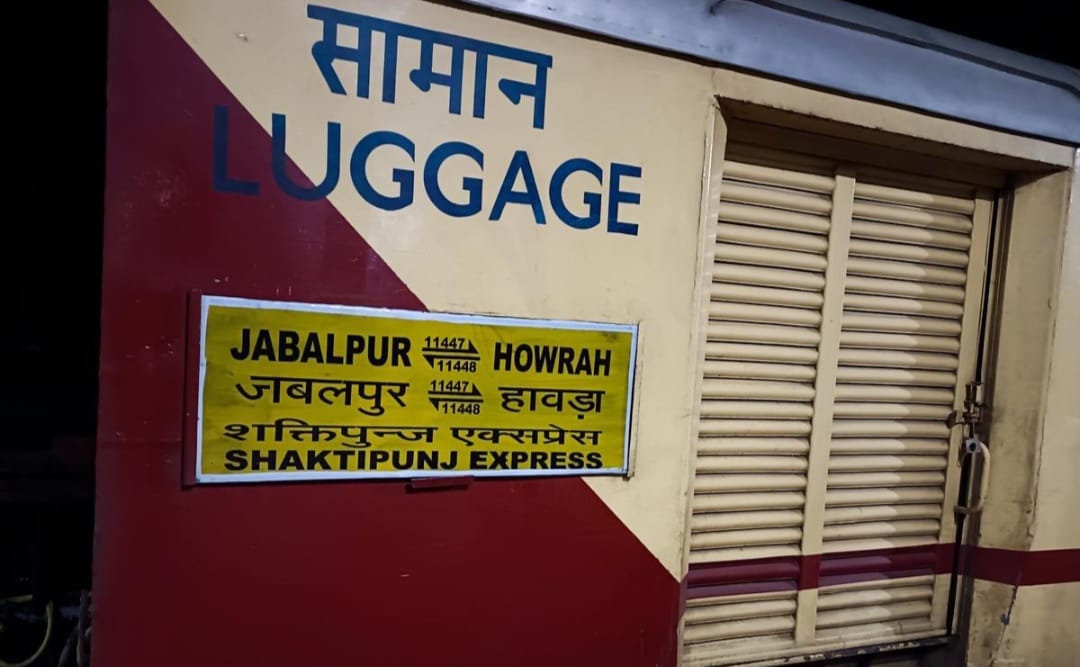 सामान
LUGGAGE
JABALPUR 11447 11448 HOWRAH
जबलपुर 11447 11448 हावड़ा
शक्तिपुन्ज एक्सप्रेस
SHAKTIPUNJ EXPRESS